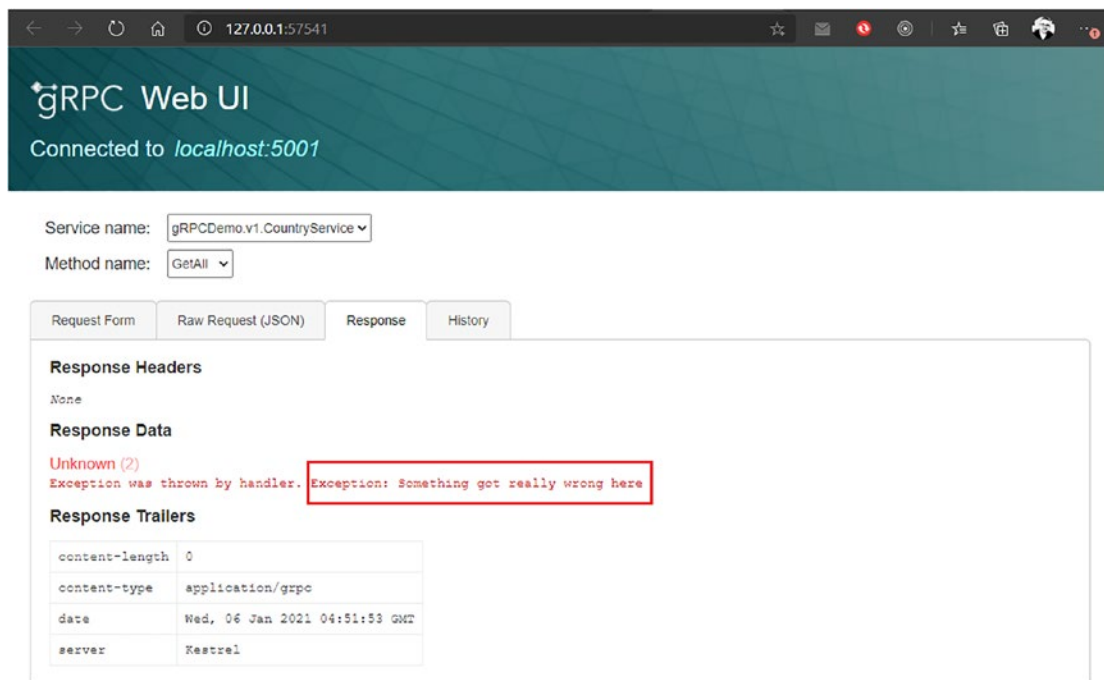 127.0.0.1:57541
gRPC Web UI
Connected to localhost:5001
Service name: gRPCDemo.v1.CountryService
Method name: GetAll
Request Form Raw Request (JSON) Response History
Response Headers
None
Response Data
Unknown (2)
Exception was thrown by handler. Exception: Something got really wrong here
Response Trailers
content-length 0
content-type application/grpc
date Wed, 06 Jan 2021 04:51:53 GMT
server Kestrel